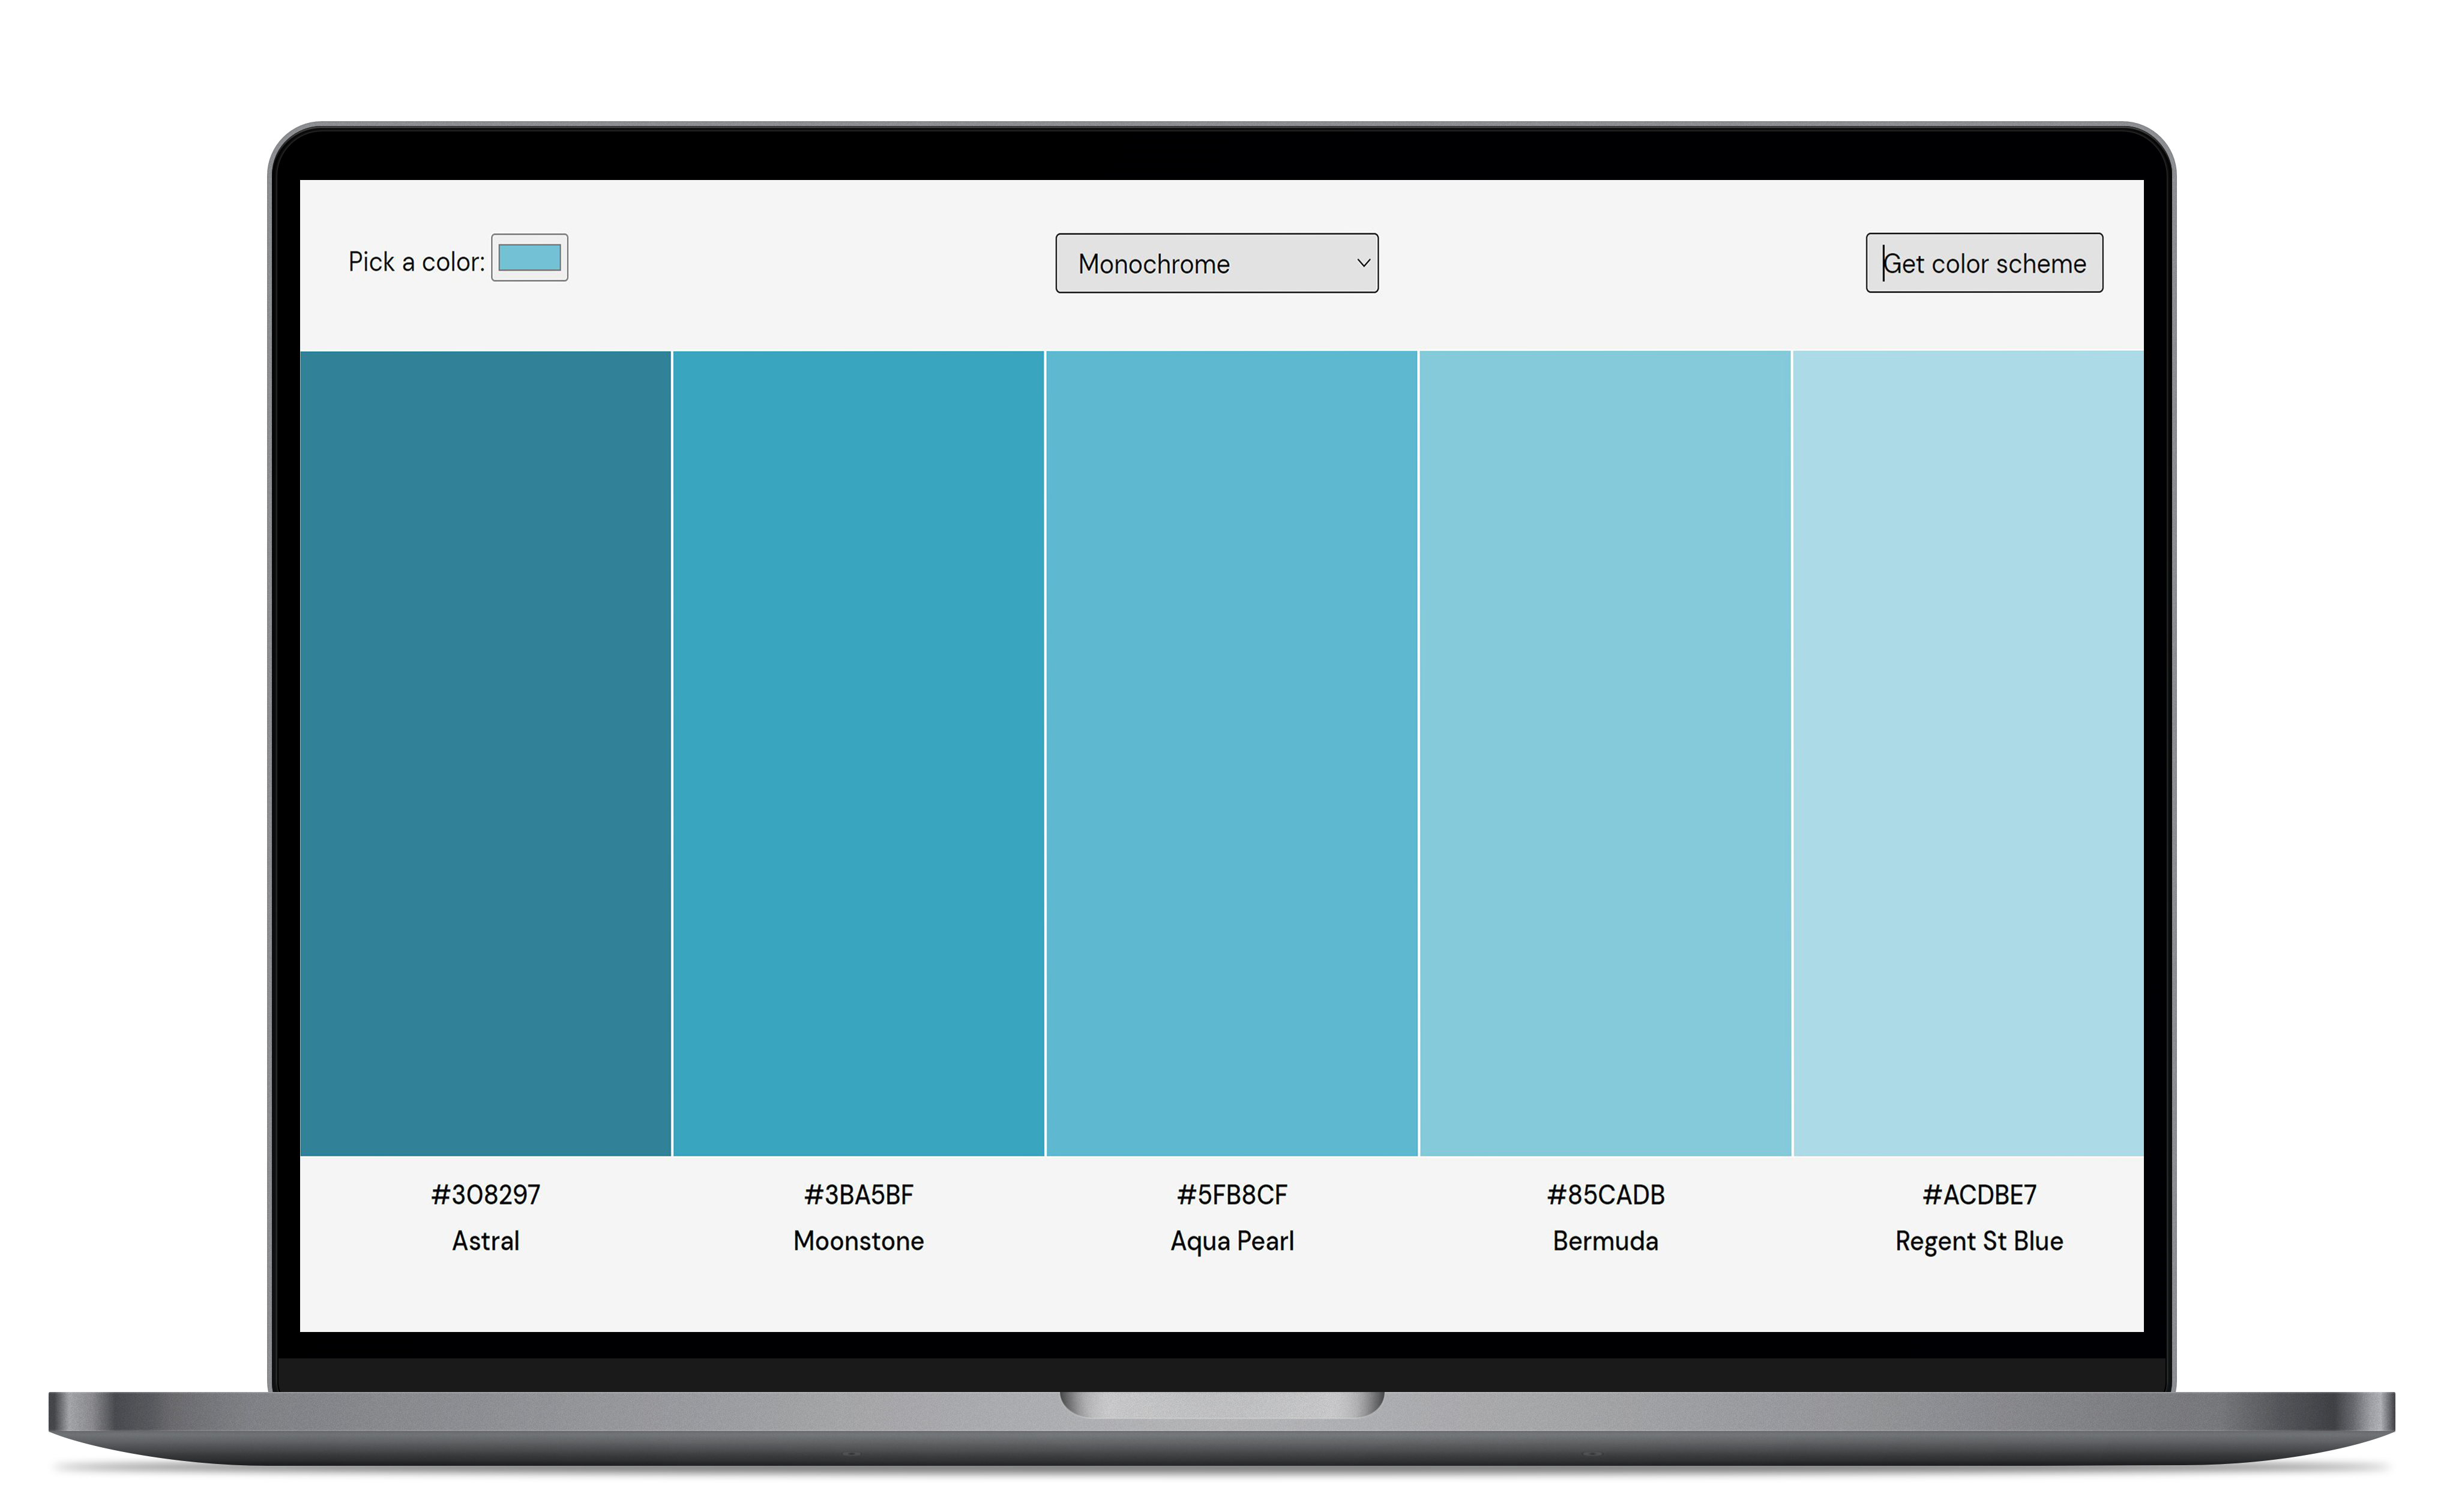 Pick a color:
Monochrome
Get color scheme
#308297
#3BA5BF
#5FB8CF
#85CADB
#ACDBE7
Astral
Moonstone
Aqua Pearl
Bermuda
Regent St Blue